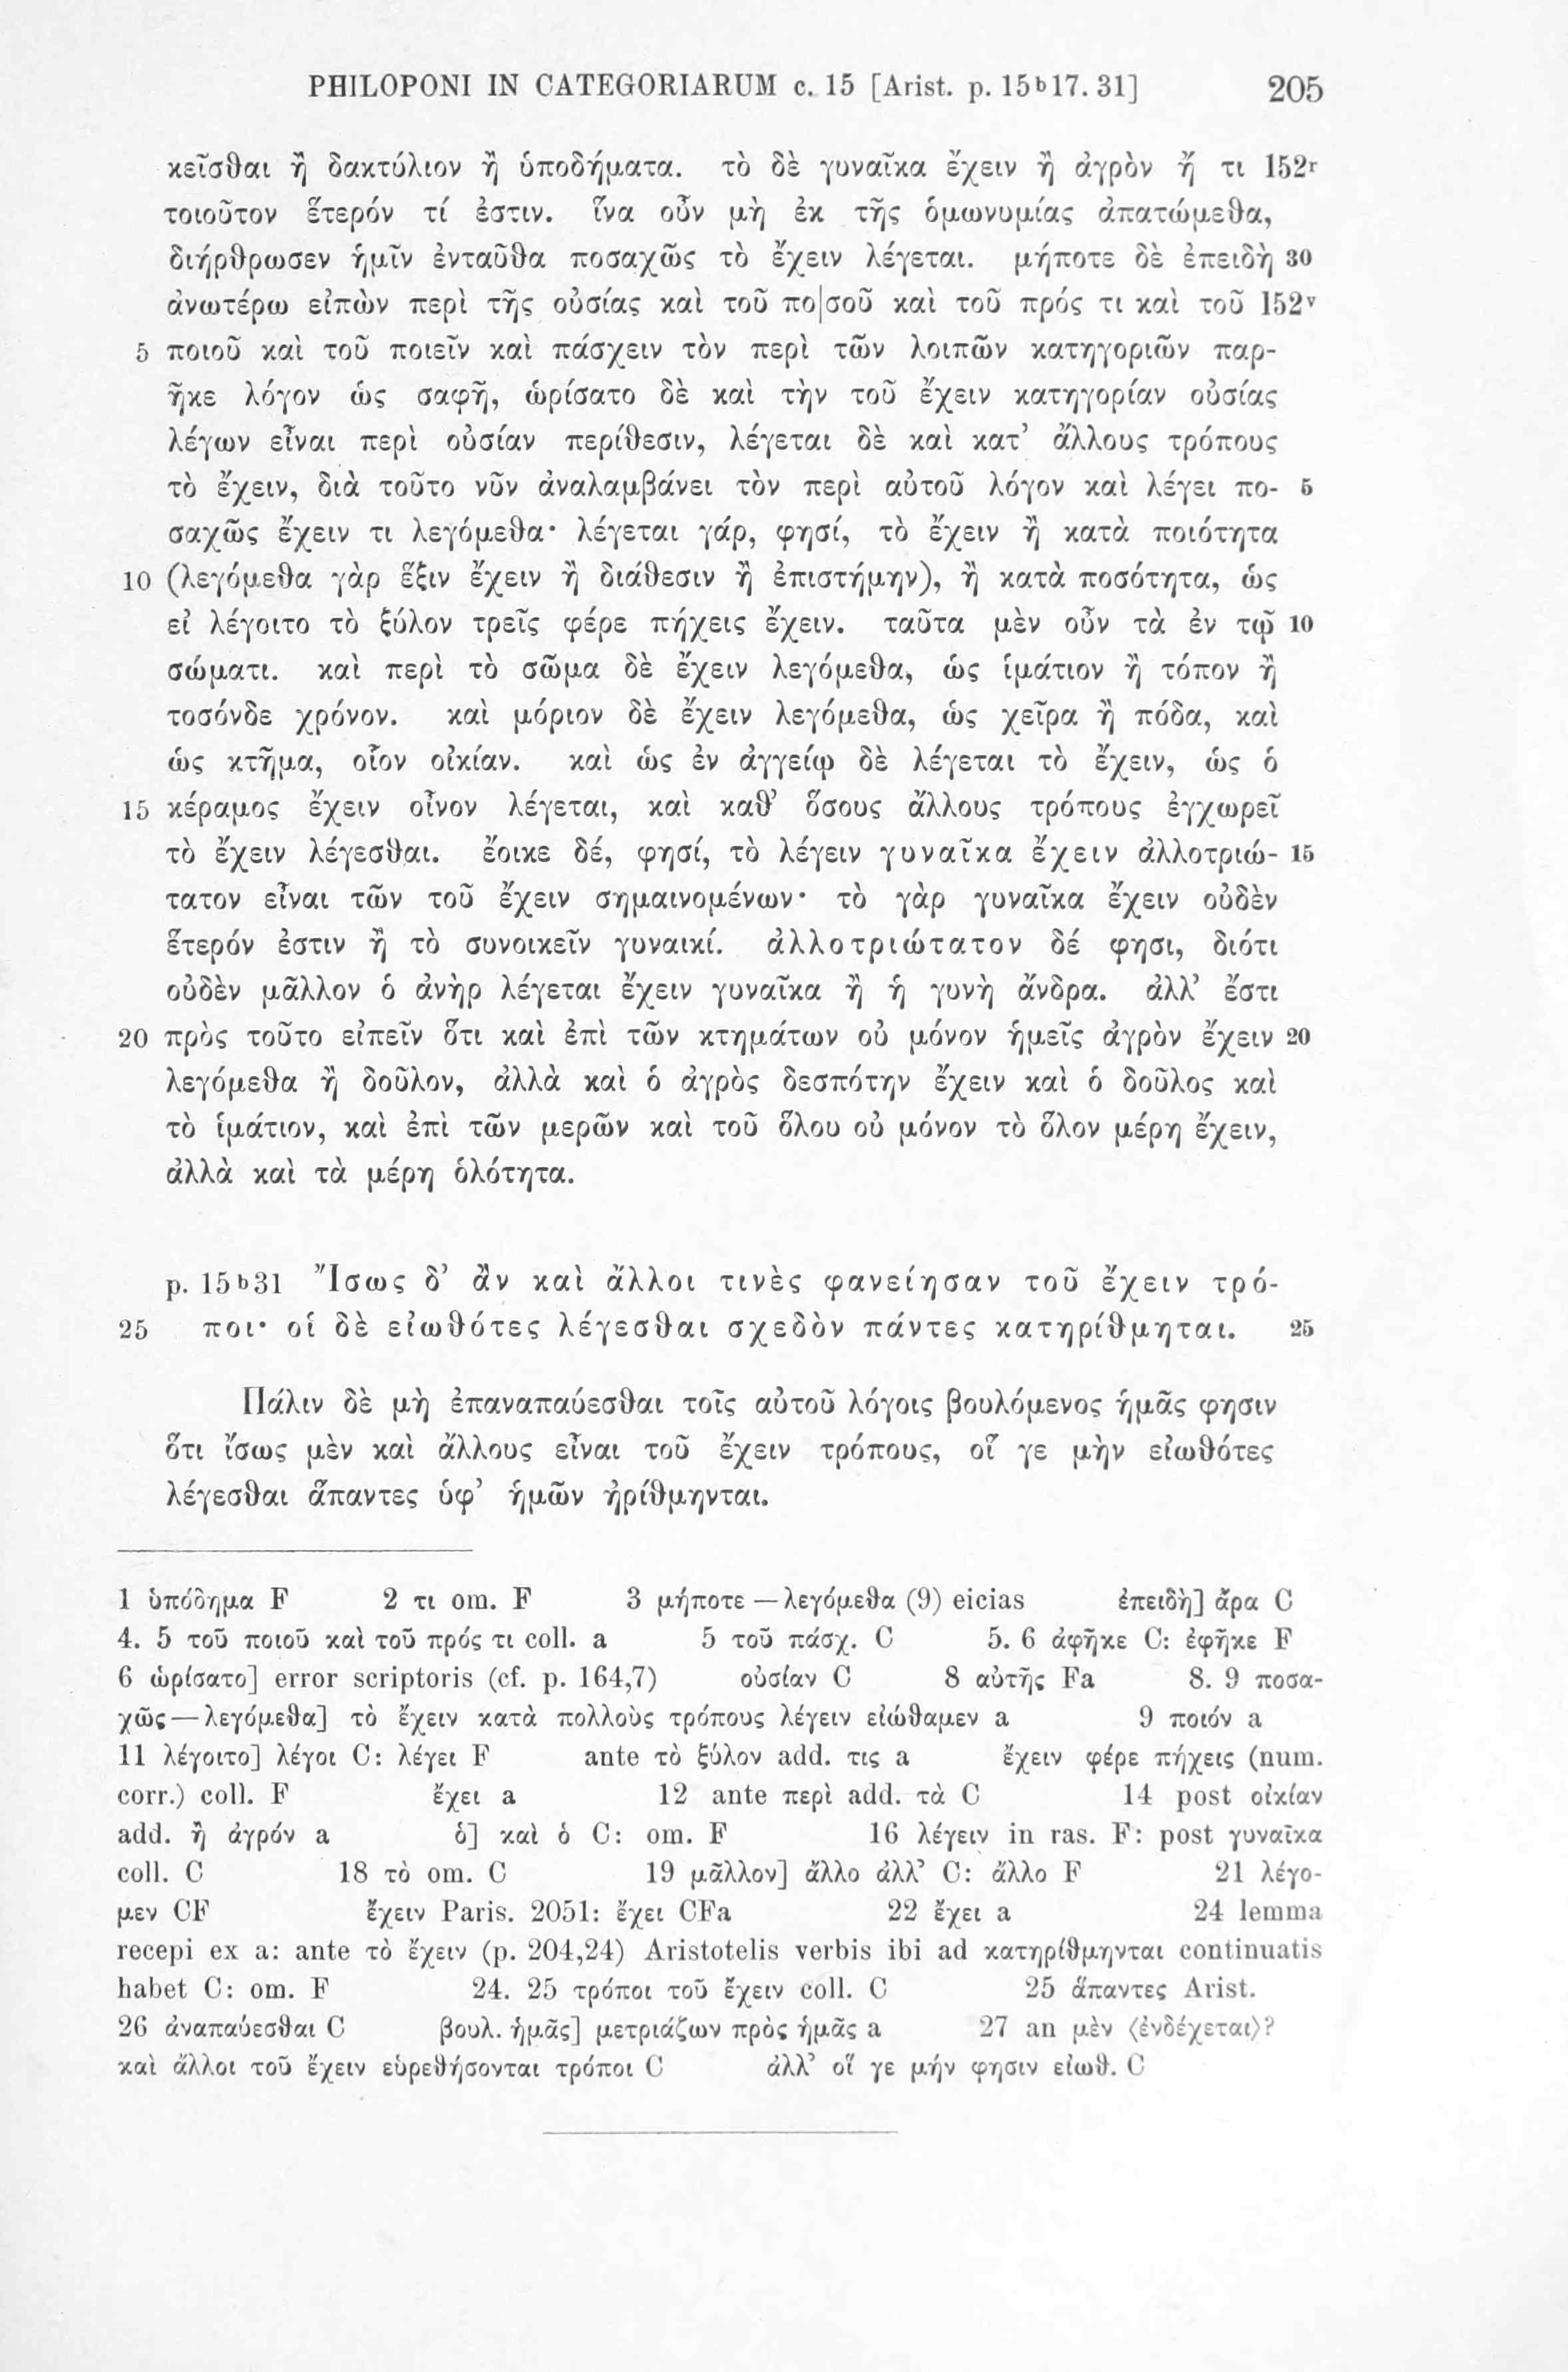 PHILOPONI IN CATEGORIARUM c. 15 [Arist. p. 15ᵇ17. 31] 205
κεῖσθαι ἢ δακτύλιον ἢ ὑποδήματα. τὸ δὲ γυναῖκα ἔχειν ἢ ἀγρὸν ἤ τι 152ʳ
τοιοῦτον ἕτερόν τί ἐστιν. ἵνα οὖν μὴ ἐκ τῆς ὁμωνυμίας ἀπατώμεθα,
διήρθρωσεν ἡμῖν ἐνταῦθα ποσαχῶς τὸ ἔχειν λέγεται. μήποτε δὲ ἐπειδὴ 30
ἀνωτέρω εἰπὼν περὶ τῆς οὐσίας καὶ τοῦ πο|σοῦ καὶ τοῦ πρός τι καὶ τοῦ 152ᵛ
5 ποιοῦ καὶ τοῦ ποιεῖν καὶ πάσχειν τὸν περὶ τῶν λοιπῶν κατηγοριῶν παρ-
ῆκε λόγον ὡς σαφῆ, ὡρίσατο δὲ καὶ τὴν τοῦ ἔχειν κατηγορίαν οὐσίας
λέγων εἶναι περὶ οὐσίαν περίθεσιν, λέγεται δὲ καὶ κατ’ ἄλλους τρόπους
τὸ ἔχειν, διὰ τοῦτο νῦν ἀναλαμβάνει τὸν περὶ αὐτοῦ λόγον καὶ λέγει πο- 5
σαχῶς ἔχειν τι λεγόμεθα· λέγεται γάρ, φησί, τὸ ἔχειν ἢ κατὰ ποιότητα
10 (λεγόμεθα γὰρ ἕξιν ἔχειν ἢ διάθεσιν ἢ ἐπιστήμην), ἢ κατὰ ποσότητα, ὡς
εἰ λέγοιτο τὸ ξύλον τρεῖς φέρε πήχεις ἔχειν. ταῦτα μὲν οὖν τὰ ἐν τῷ 10
σώματι. καὶ περὶ τὸ σῶμα δὲ ἔχειν λεγόμεθα, ὡς ἱμάτιον ἢ τόπον ἢ
τοσόνδε χρόνον. καὶ μόριον δὲ ἔχειν λεγόμεθα, ὡς χεῖρα ἢ πόδα, καὶ
ὡς κτῆμα, οἷον οἰκίαν. καὶ ὡς ἐν ἀγγείῳ δὲ λέγεται τὸ ἔχειν, ὡς ὁ
15 κέραμος ἔχειν οἶνον λέγεται, καὶ καθ’ ὅσους ἄλλους τρόπους ἐγχωρεῖ
τὸ ἔχειν λέγεσθαι. ἔοικε δέ, φησί, τὸ λέγειν γυναῖκα ἔχειν ἀλλοτριώ- 15
τατον εἶναι τῶν τοῦ ἔχειν σημαινομένων· τὸ γὰρ γυναῖκα ἔχειν οὐδὲν
ἕτερόν ἐστιν ἢ τὸ συνοικεῖν γυναικί. ἀλλοτριώτατον δέ φησι, διότι
οὐδὲν μᾶλλον ὁ ἀνὴρ λέγεται ἔχειν γυναῖκα ἢ ἡ γυνὴ ἄνδρα. ἀλλ’ ἔστι
20 πρὸς τοῦτο εἰπεῖν ὅτι καὶ ἐπὶ τῶν κτημάτων οὐ μόνον ἡμεῖς ἀγρὸν ἔχειν 20
λεγόμεθα ἢ δοῦλον, ἀλλὰ καὶ ὁ ἀγρὸς δεσπότην ἔχειν καὶ ὁ δοῦλος καὶ
τὸ ἱμάτιον, καὶ ἐπὶ τῶν μερῶν καὶ τοῦ ὅλου οὐ μόνον τὸ ὅλον μέρη ἔχειν,
ἀλλὰ καὶ τὰ μέρη ὁλότητα.
p. 15ᵇ31 Ἴσως δ’ ἂν καὶ ἄλλοι τινὲς φανείησαν τοῦ ἔχειν τρό-
25 ποι· οἱ δὲ εἰωθότες λέγεσθαι σχεδὸν πάντες κατηρίθμηται. 25
Πάλιν δὲ μὴ ἐπαναπαύεσθαι τοῖς αὐτοῦ λόγοις βουλόμενος ἡμᾶς φησιν
ὅτι ἴσως μὲν καὶ ἄλλους εἶναι τοῦ ἔχειν τρόπους, οἵ γε μὴν εἰωθότες
λέγεσθαι ἅπαντες ὑφ’ ἡμῶν ἠρίθμηνται.
1 ὑπόδημα F 2 τι om. F 3 μήποτε — λεγόμεθα (9) eicias ἐπειδὴ] ἄρα C
4. 5 τοῦ ποιοῦ καὶ τοῦ πρός τι coll. a 5 τοῦ πάσχ. C 5. 6 ἀφῆκε C: ἐφῆκε F
6 ὡρίσατο] error scriptoris (cf. p. 164,7) οὐσίαν C 8 αὐτῆς Fa 8. 9 ποσα-
χῶς — λεγόμεθα] τὸ ἔχειν κατὰ πολλοὺς τρόπους λέγειν εἰώθαμεν a 9 ποιόν a
11 λέγοιτο] λέγοι C: λέγει F ante τὸ ξύλον add. τις a ἔχειν φέρε πήχεις (num.
corr.) coll. F ἔχει a 12 ante περὶ add. τὰ C 14 post οἰκίαν
add. ἢ ἀγρόν a ὁ] καὶ ὁ C: om. F 16 λέγειν in ras. F: post γυναῖκα
coll. C 18 τὸ om. C 19 μᾶλλον] ἄλλο ἀλλ’ C: ἄλλο F 21 λέγο-
μεν CF ἔχειν Paris. 2051: ἔχει CFa 22 ἔχει a 24 lemma
recepi ex a: ante τὸ ἔχειν (p. 204,24) Aristotelis verbis ibi ad κατηρίθμηνται continuatis
habet C: om. F 24. 25 τρόποι τοῦ ἔχειν coll. C 25 ἅπαντες Arist.
26 ἀναπαύεσθαι C βουλ. ἡμᾶς] μετριάζων πρὸς ἡμᾶς a 27 an μὲν ⟨ἐνδέχεται⟩?
καὶ ἄλλοι τοῦ ἔχειν εὑρεθήσονται τρόποι C ἀλλ’ οἵ γε μήν φησιν εἰωθ. C